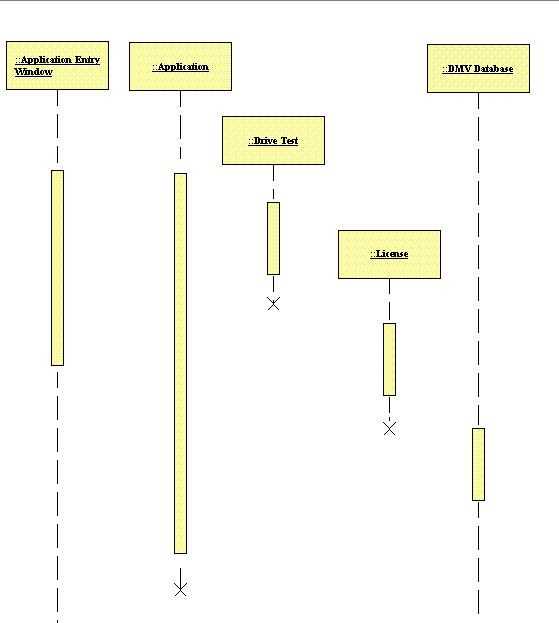 ::Application Entry
Window
::Application
::DMV Database
::Drive Test
::License